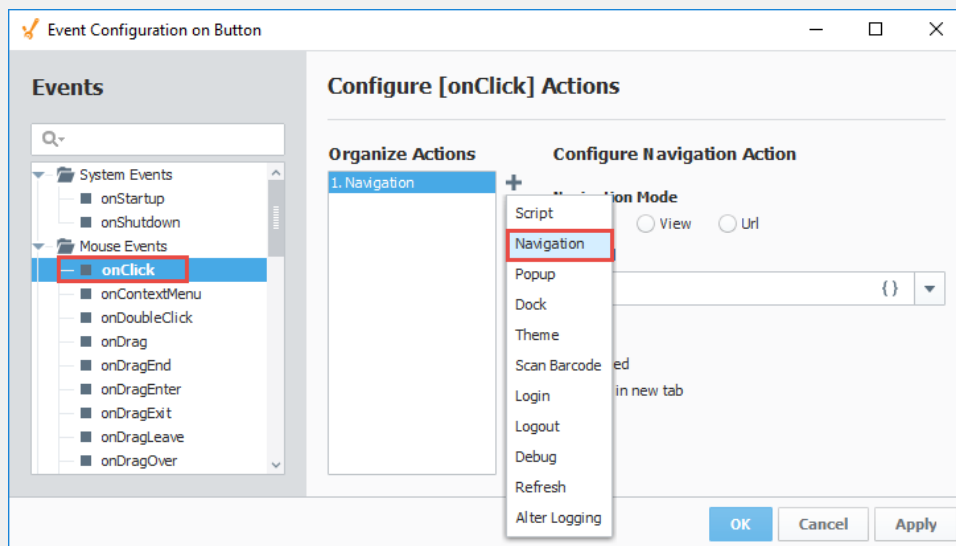 Event Configuration on Button
Events
Configure [onClick] Actions
Organize Actions
Configure Navigation Action
System Events
onStartup
onShutdown
Mouse Events
onClick
onContextMenu
onDoubleClick
onDrag
onDragEnd
onDragEnter
onDragExit
onDragLeave
onDragOver
1. Navigation
Mode
View
Url
{}
in new tab
Script
Navigation
Popup
Dock
Theme
Scan Barcode
Login
Logout
Debug
Refresh
Alter Logging
OK
Cancel
Apply